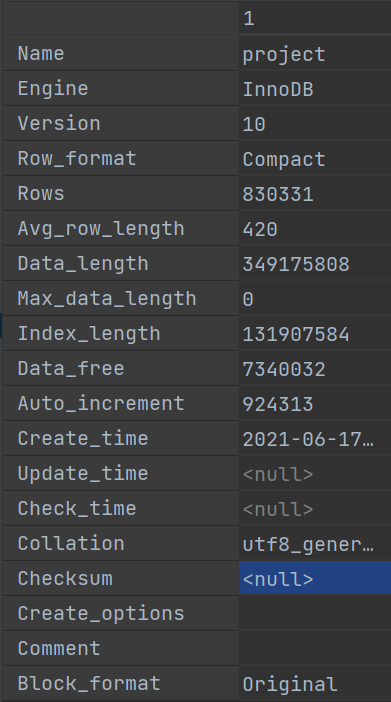 1
Name project
Engine InnoDB
Version 10
Row_format Compact
Rows 830331
Avg_row_length 420
Data_length 349175808
Max_data_length 0
Index_length 131907584
Data_free 7340032
Auto_increment 924313
Create_time 2021-06-17…
Update_time <null>
Check_time <null>
Collation utf8_gener…
Checksum <null>
Create_options
Comment
Block_format Original